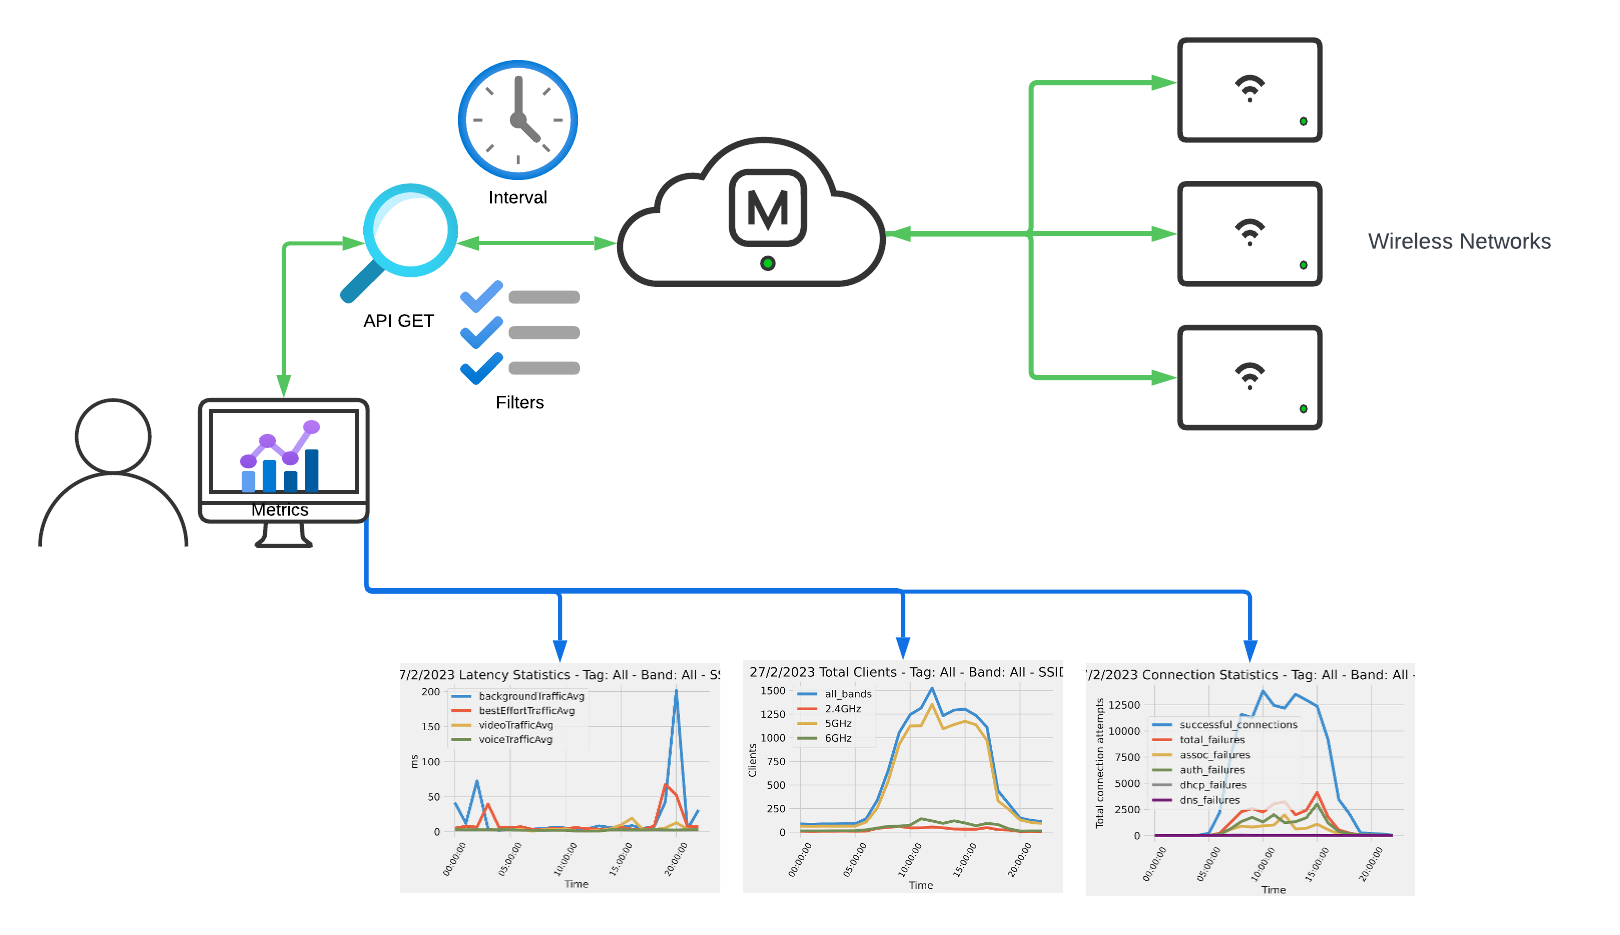 Interval
M
API GET
Filters
Wireless Networks
Metrics
7/2/2023 Latency Statistics - Tag: All - Band: All - SS
200
150
100
50
0
ms
backgroundTrafficAvg
bestEffortTrafficAvg
videoTrafficAvg
voiceTrafficAvg
00:00:00
05:00:00
10:00:00
15:00:00
20:00:00
Time
27/2/2023 Total Clients - Tag: All - Band: All - SSID
1500
1250
1000
750
500
250
0
Clients
all_bands
2.4GHz
5GHz
6GHz
00:00:00
05:00:00
10:00:00
15:00:00
20:00:00
Time
7/2/2023 Connection Statistics - Tag: All - Band: All -
12500
10000
7500
5000
2500
0
Total connection attempts
successful_connections
total_failures
assoc_failures
auth_failures
dhcp_failures
dns_failures
00:00:00
05:00:00
10:00:00
15:00:00
20:00:00
Time